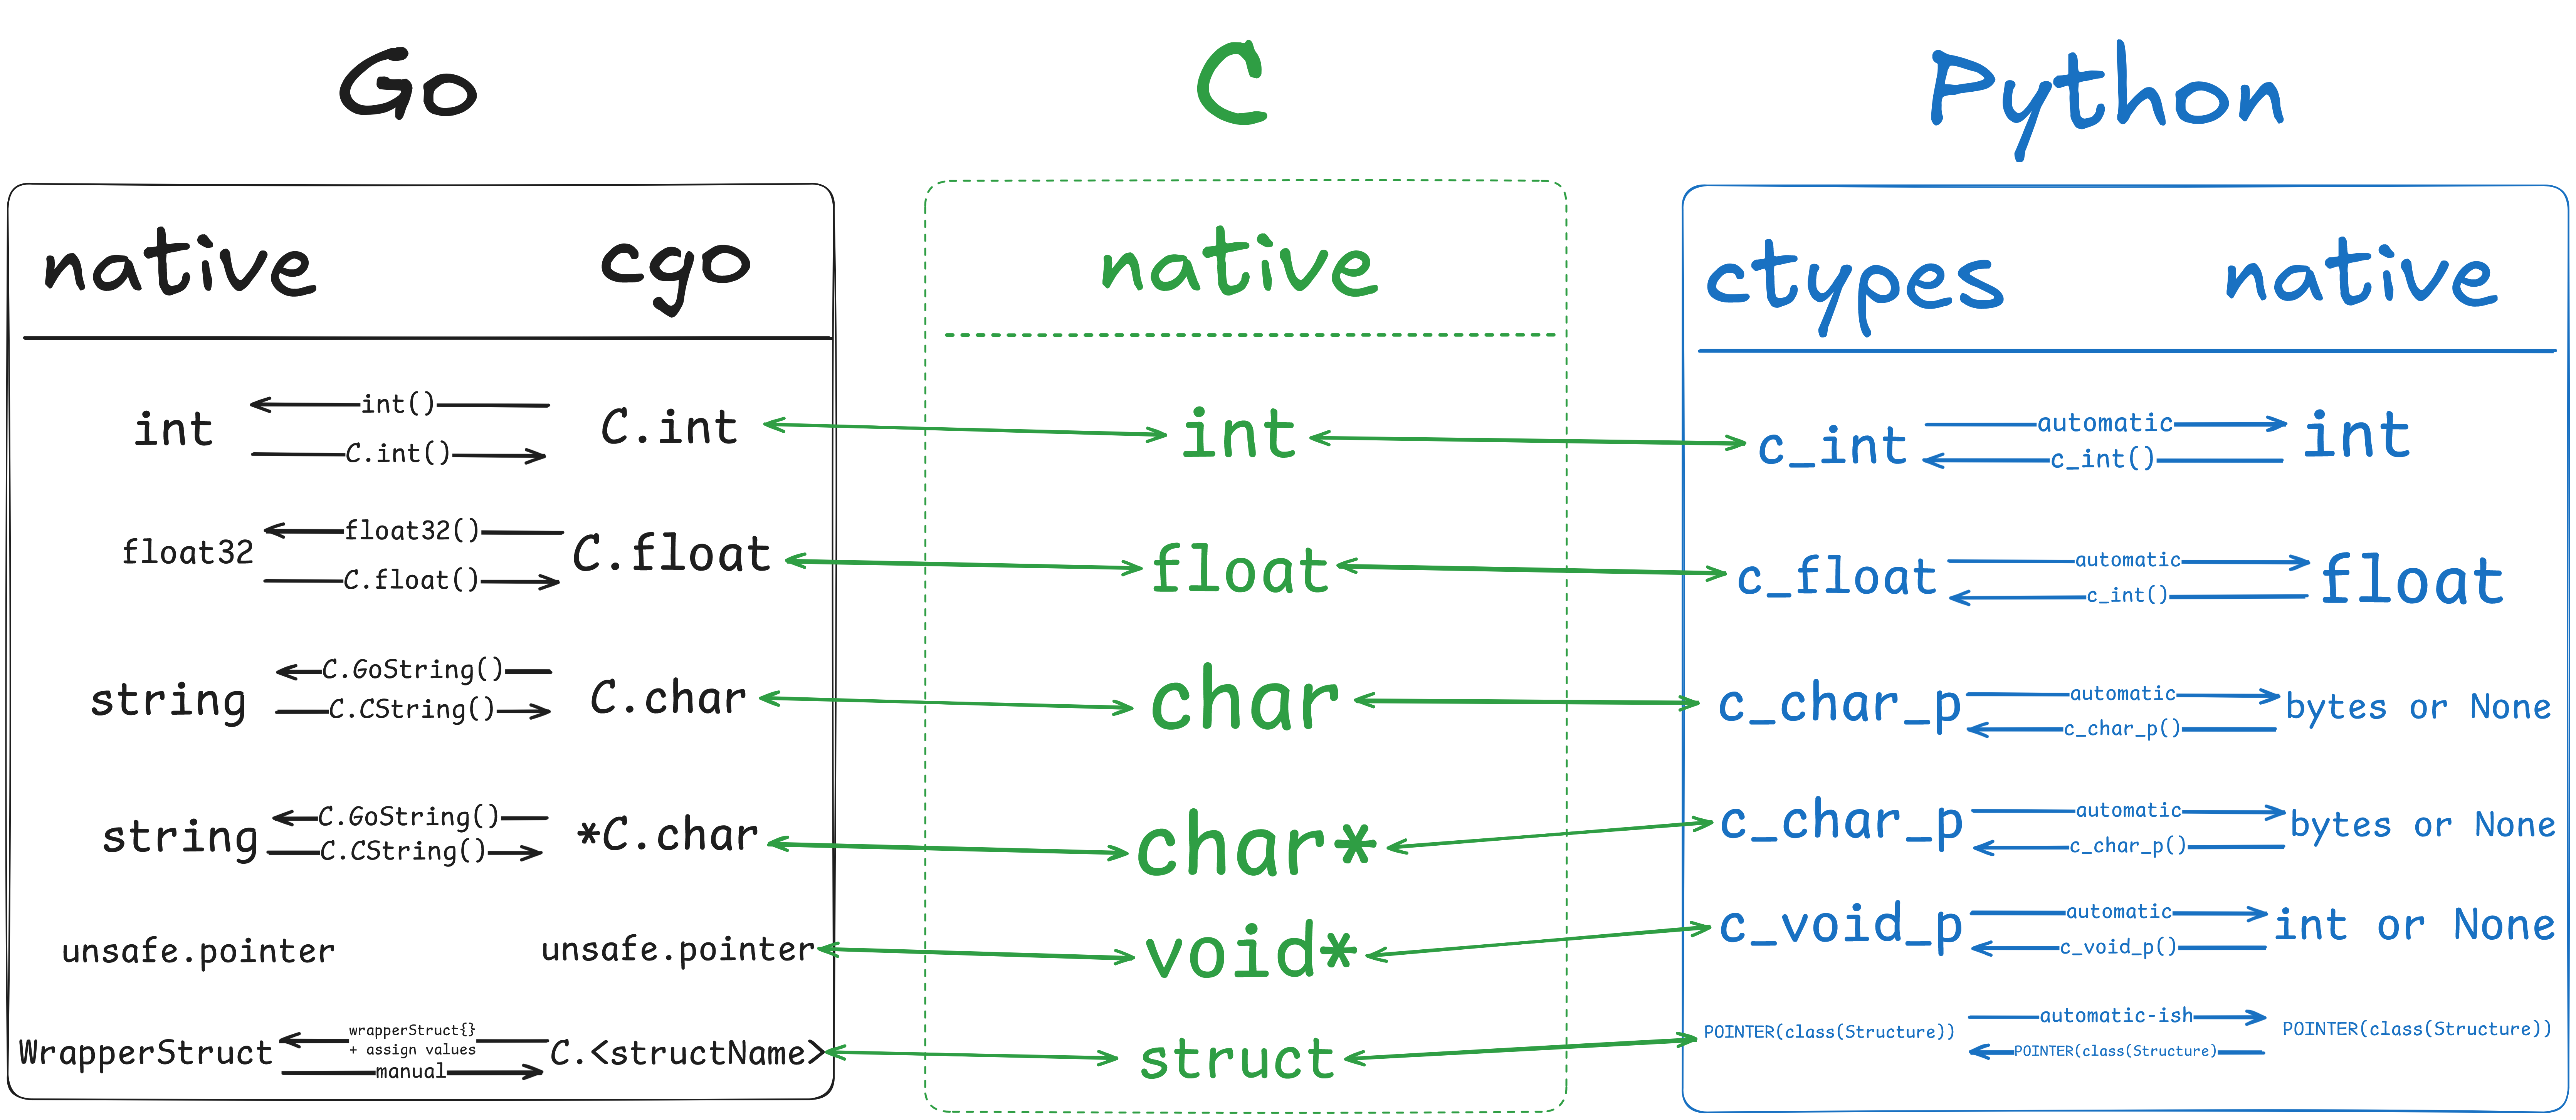 Go
C
Python
native
cgo
native
ctypes
native
int
int()
C.int()
C.int
int
c_int
automatic
c_int()
int
float32
float32()
C.float()
C.float
float
c_float
automatic
c_int()
float
string
C.GoString()
C.CString()
C.char
char
c_char_p
automatic
c_char_p()
bytes or None
string
C.GoString()
C.CString()
*C.char
char*
c_char_p
automatic
c_char_p()
bytes or None
unsafe.pointer
unsafe.pointer
void*
c_void_p
automatic
c_void_p()
int or None
WrapperStruct
wrapperStruct{}
+ assign values
manual
C.<structName>
struct
POINTER(class(Structure))
automatic-ish
POINTER(class(Structure)
POINTER(class(Structure))